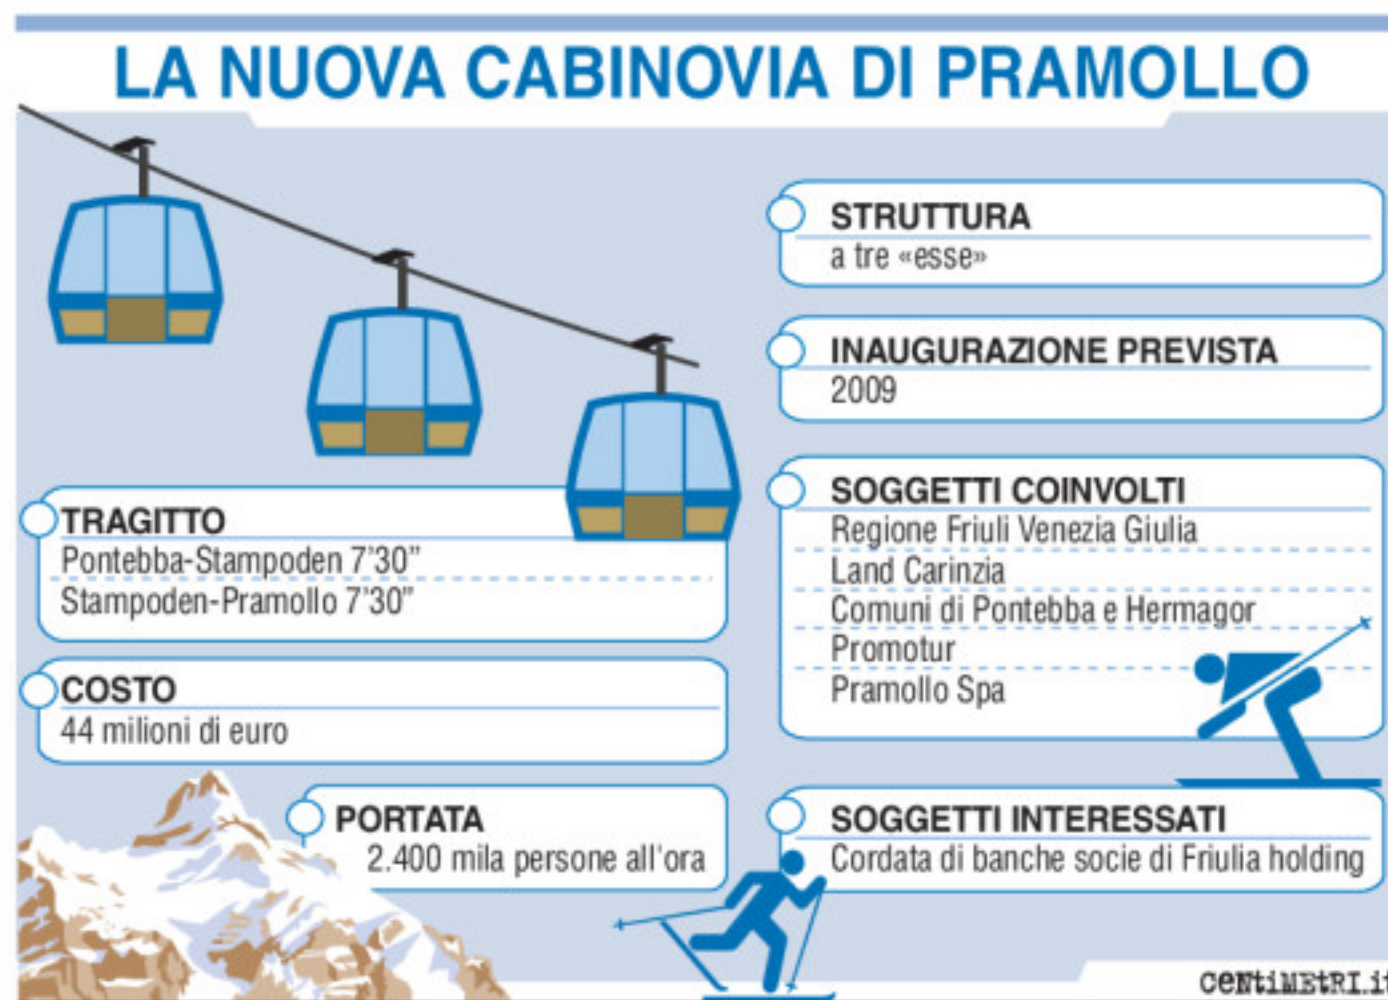 LA NUOVA CABINOVIA DI PRAMOLLO
STRUTTURA
a tre «esse»
INAUGURAZIONE PREVISTA
2009
SOGGETTI COINVOLTI
Regione Friuli Venezia Giulia
Land Carinzia
Comuni di Pontebba e Hermagor
Promotur
Pramollo Spa
TRAGITTO
Pontebba-Stampoden 7'30”
Stampoden-Pramollo 7'30”
COSTO
44 milioni di euro
PORTATA
2.400 mila persone all'ora
SOGGETTI INTERESSATI
Cordata di banche socie di Friulia holding
CENTIMETRI.it